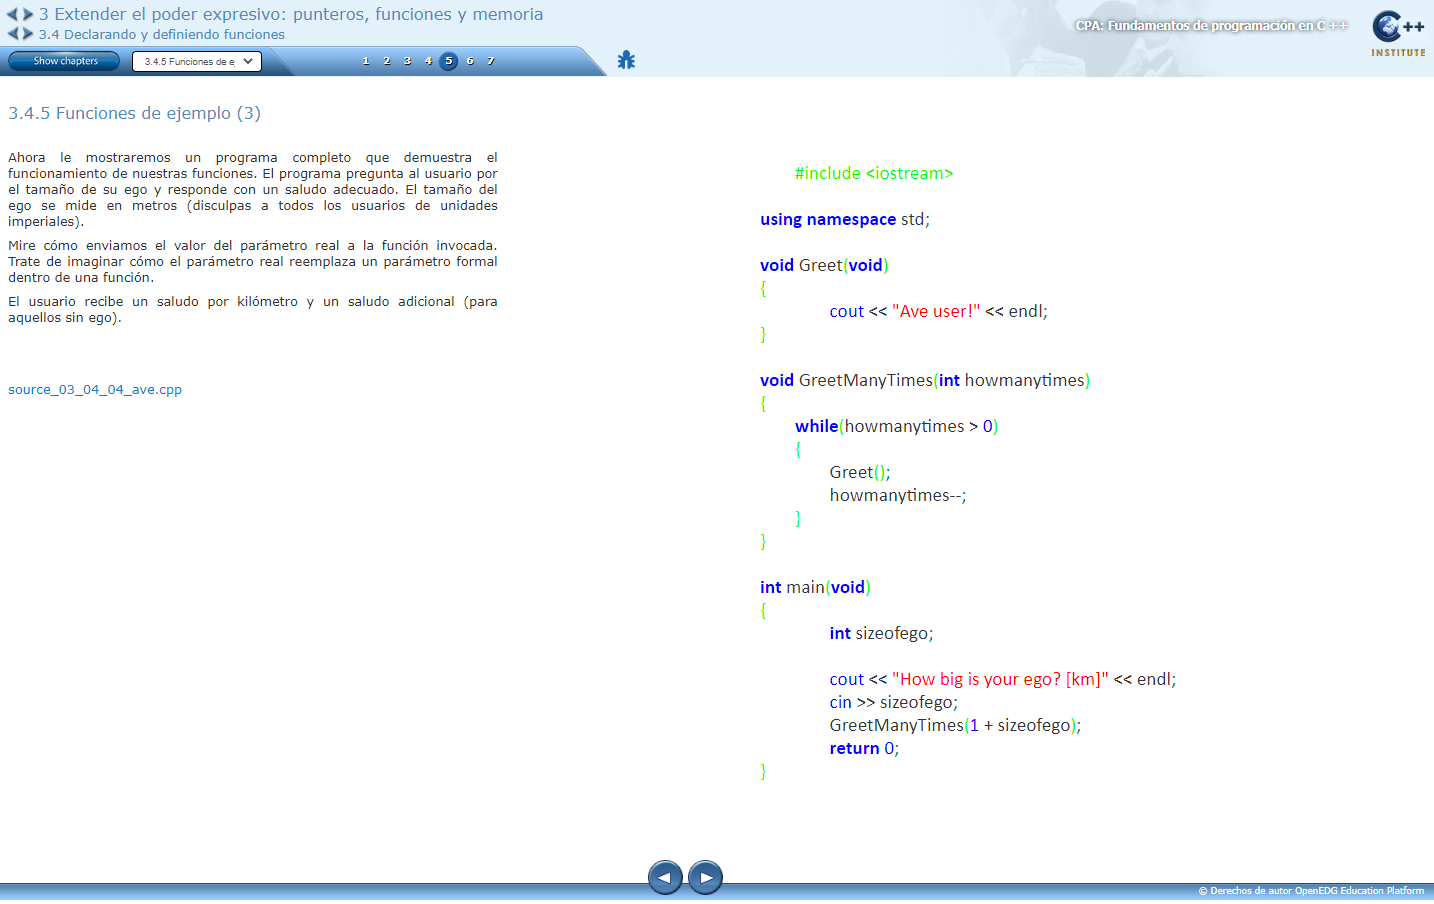 3 Extender el poder expresivo: punteros, funciones y memoria
3.4 Declarando y definiendo funciones
CPA: Fundamentos de programación en C ++
C++
INSTITUTE
Show chapters
3.4.5 Funciones de ej
1 2 3 4 5 6 7
3.4.5 Funciones de ejemplo (3)
Ahora le mostraremos un programa completo que demuestra el
funcionamiento de nuestras funciones. El programa pregunta al usuario por
el tamaño de su ego y responde con un saludo adecuado. El tamaño del
ego se mide en metros (disculpas a todos los usuarios de unidades
imperiales).
Mire cómo enviamos el valor del parámetro real a la función invocada.
Trate de imaginar cómo el parámetro real reemplaza un parámetro formal
dentro de una función.
El usuario recibe un saludo por kilómetro y un saludo adicional (para
aquellos sin ego).
source_03_04_04_ave.cpp
#include <iostream>
using namespace std;
void Greet(void)
{
cout << "Ave user!" << endl;
}
void GreetManyTimes(int howmanytimes)
{
while(howmanytimes > 0)
{
Greet();
howmanytimes--;
}
}
int main(void)
{
int sizeofego;
cout << "How big is your ego? [km]" << endl;
cin >> sizeofego;
GreetManyTimes(1 + sizeofego);
return 0;
}
© Derechos de autor OpenEDG Education Platform